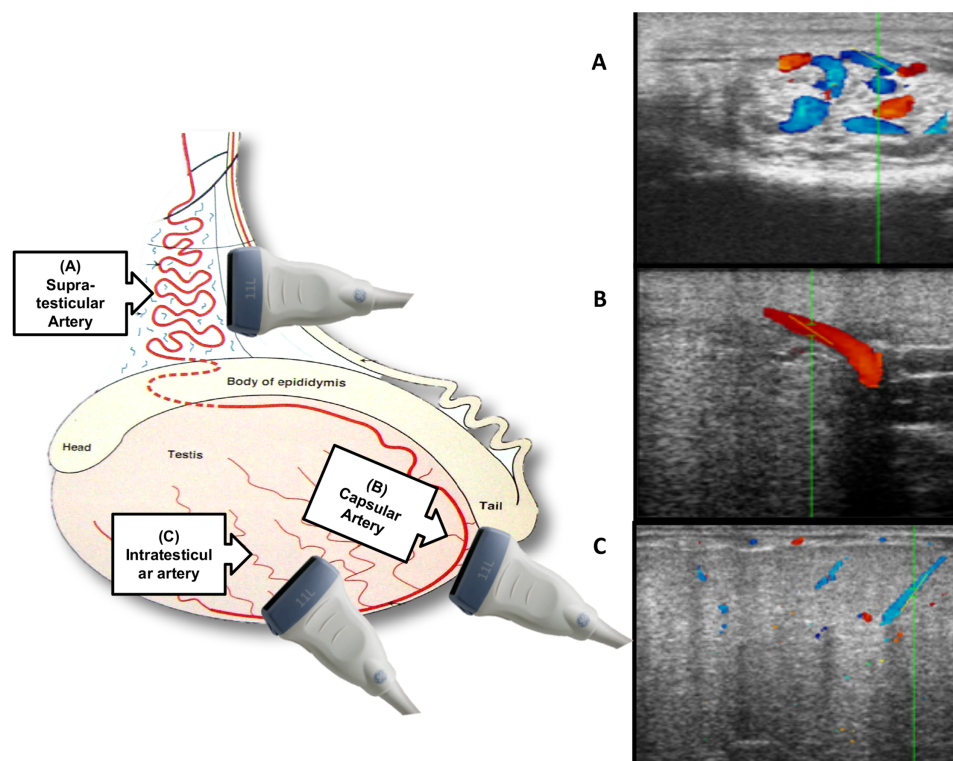 A
(A)
Supra-
testicular
Artery
11L
B
Body of epididymis
Head
Testis
(B)
Capsular
Artery
Tail
(C)
Intratesticul
ar artery
C
11L
11L